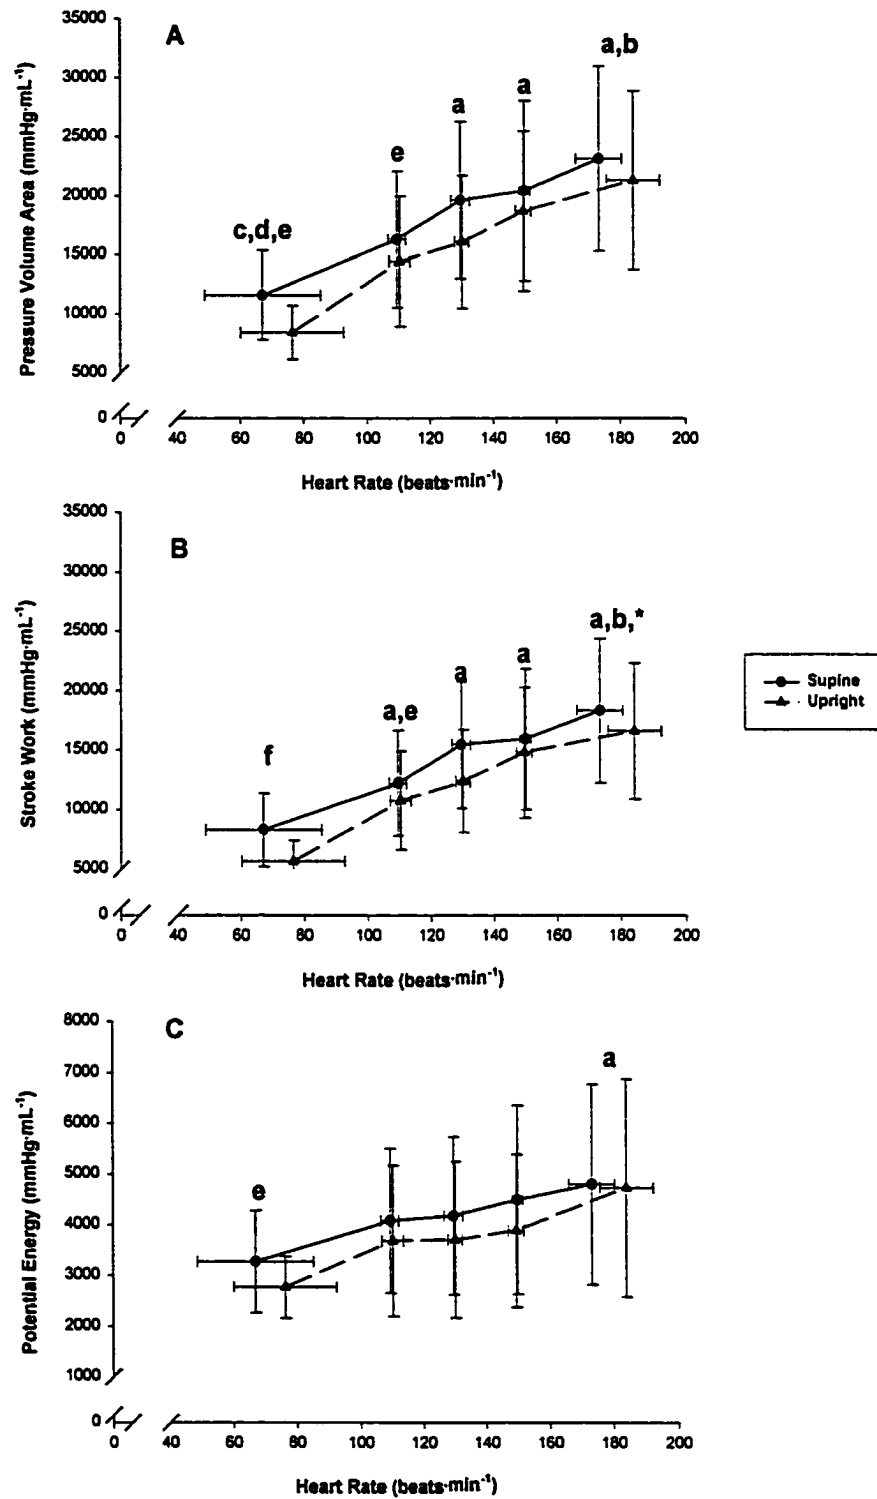 A
a,b
a
a
e
c,d,e
35000
30000
25000
20000
15000
10000
5000
0
Pressure Volume Area (mmHg·mL⁻¹)
0 40 60 80 100 120 140 160 180 200
Heart Rate (beats·min⁻¹)
B
a,b,*
a
a
a,e
f
35000
30000
25000
20000
15000
10000
5000
0
Stroke Work (mmHg·mL⁻¹)
0 40 60 80 100 120 140 160 180 200
Heart Rate (beats·min⁻¹)
Supine
Upright
C
a
e
8000
7000
6000
5000
4000
3000
2000
1000
0
Potential Energy (mmHg·mL⁻¹)
0 40 60 80 100 120 140 160 180 200
Heart Rate (beats·min⁻¹)